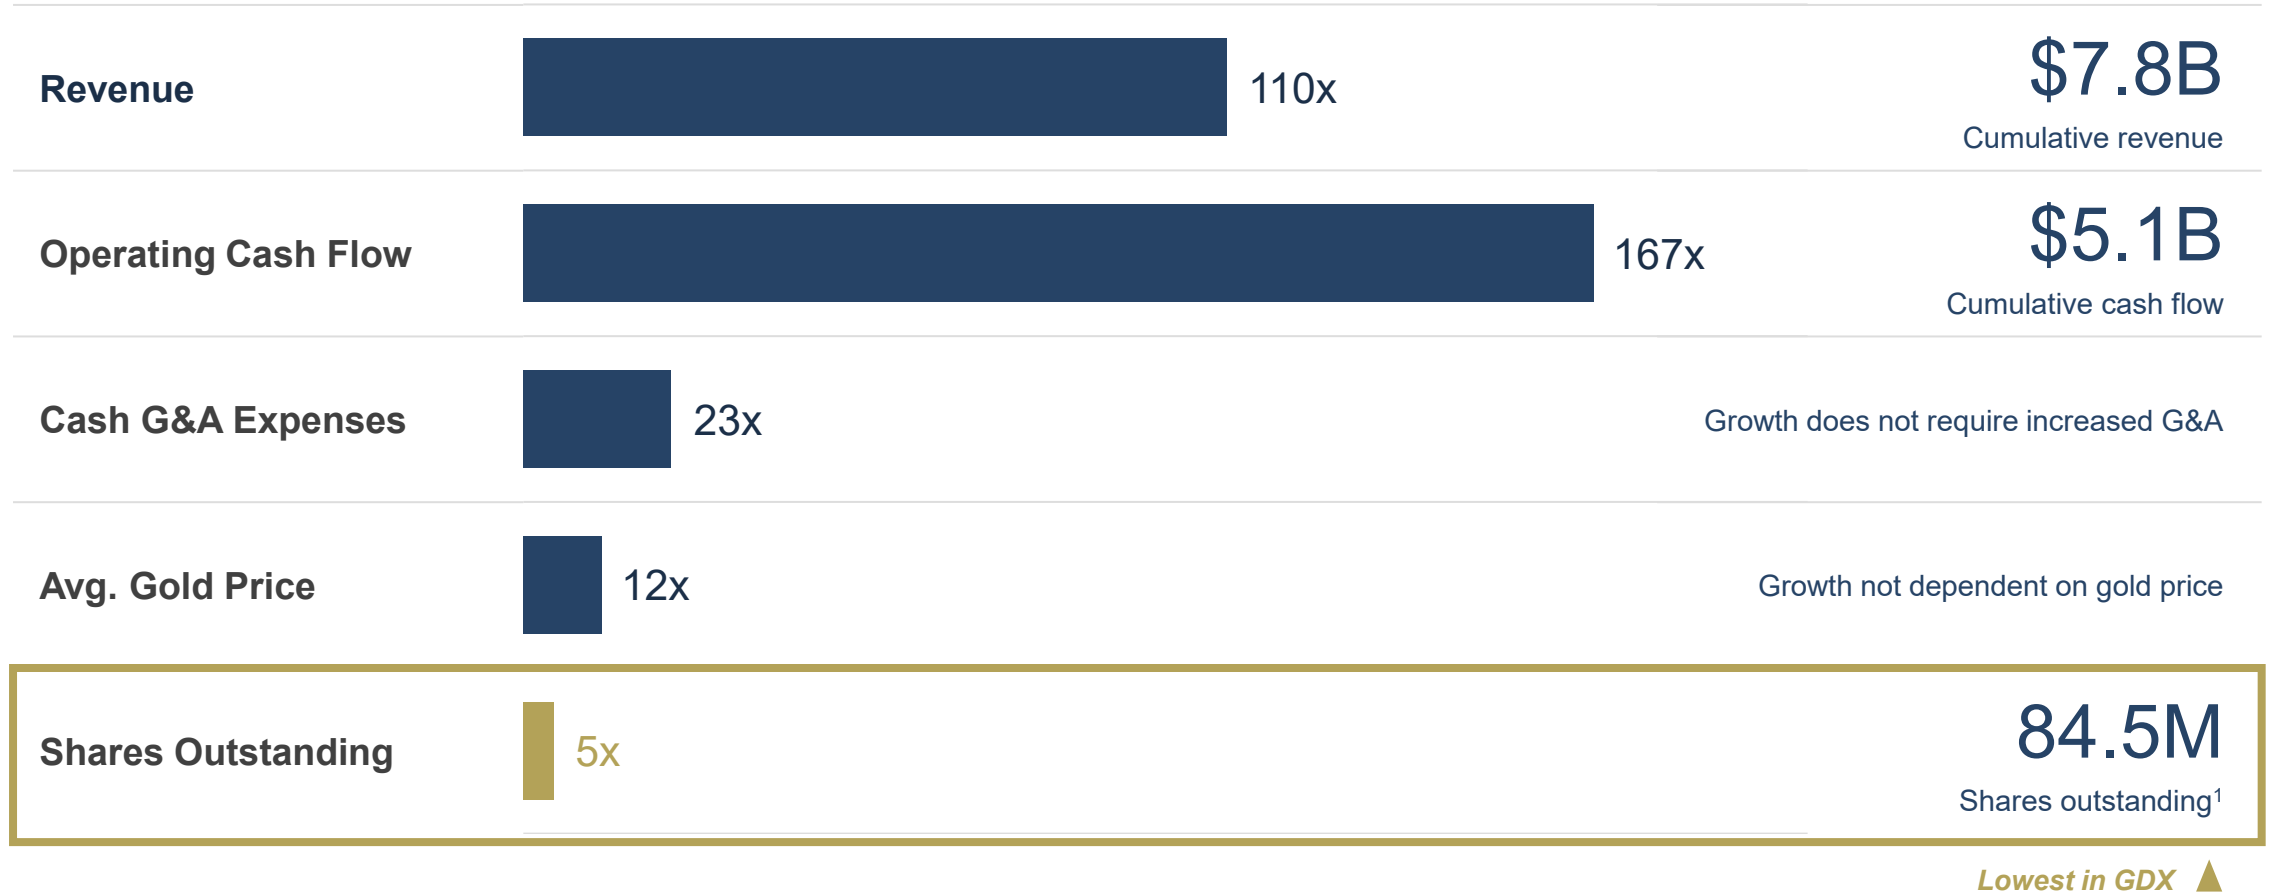 Revenue
110x
$7.8B
Cumulative revenue
Operating Cash Flow
167x
$5.1B
Cumulative cash flow
Cash G&A Expenses
23x
Growth does not require increased G&A
Avg. Gold Price
12x
Growth not dependent on gold price
Shares Outstanding
5x
84.5M
Shares outstanding¹
Lowest in GDX